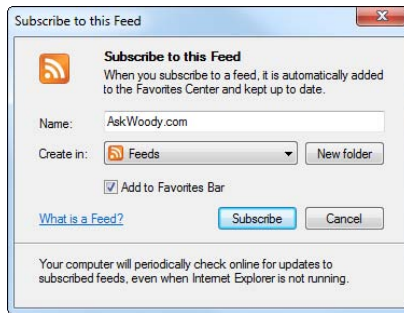 Subscribe to this Feed
Subscribe to this Feed
When you subscribe to a feed, it is automatically added
to the Favorites Center and kept up to date.
Name: AskWoody.com
Create in: Feeds New folder
Add to Favorites Bar
What is a Feed? Subscribe Cancel
Your computer will periodically check online for updates to
subscribed feeds, even when Internet Explorer is not running.